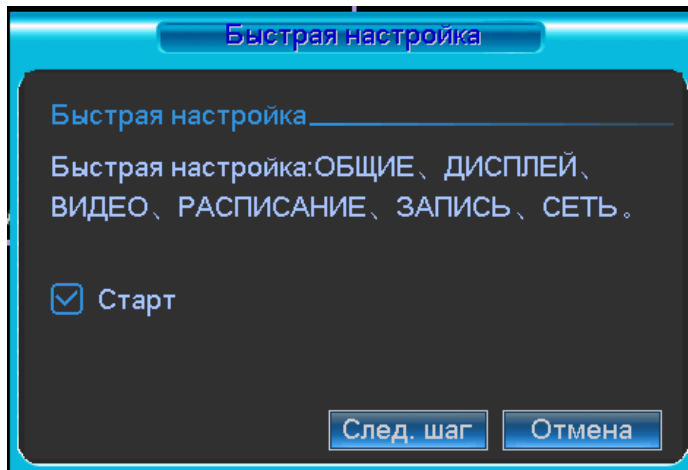 Быстрая настройка
Быстрая настройка
Быстрая настройка:ОБЩИЕ、ДИСПЛЕЙ、
ВИДЕО、РАСПИСАНИЕ、ЗАПИСЬ、СЕТЬ。
Старт
След. шаг Отмена